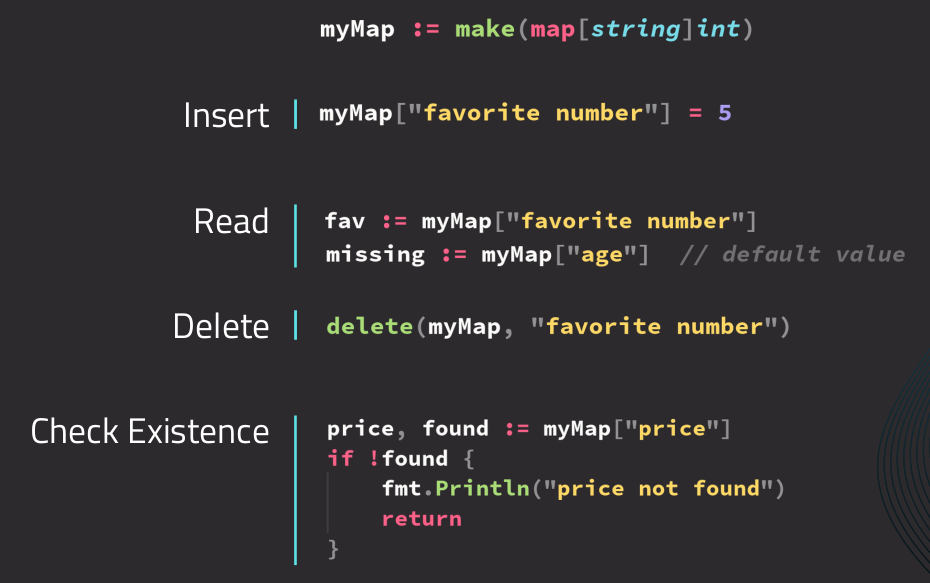 myMap := make(map[string]int)
Insert
myMap["favorite number"] = 5
Read
fav := myMap["favorite number"]
missing := myMap["age"]  // default value
Delete
delete(myMap, "favorite number")
Check Existence
price, found := myMap["price"]
if !found {
    fmt.Println("price not found")
    return
}